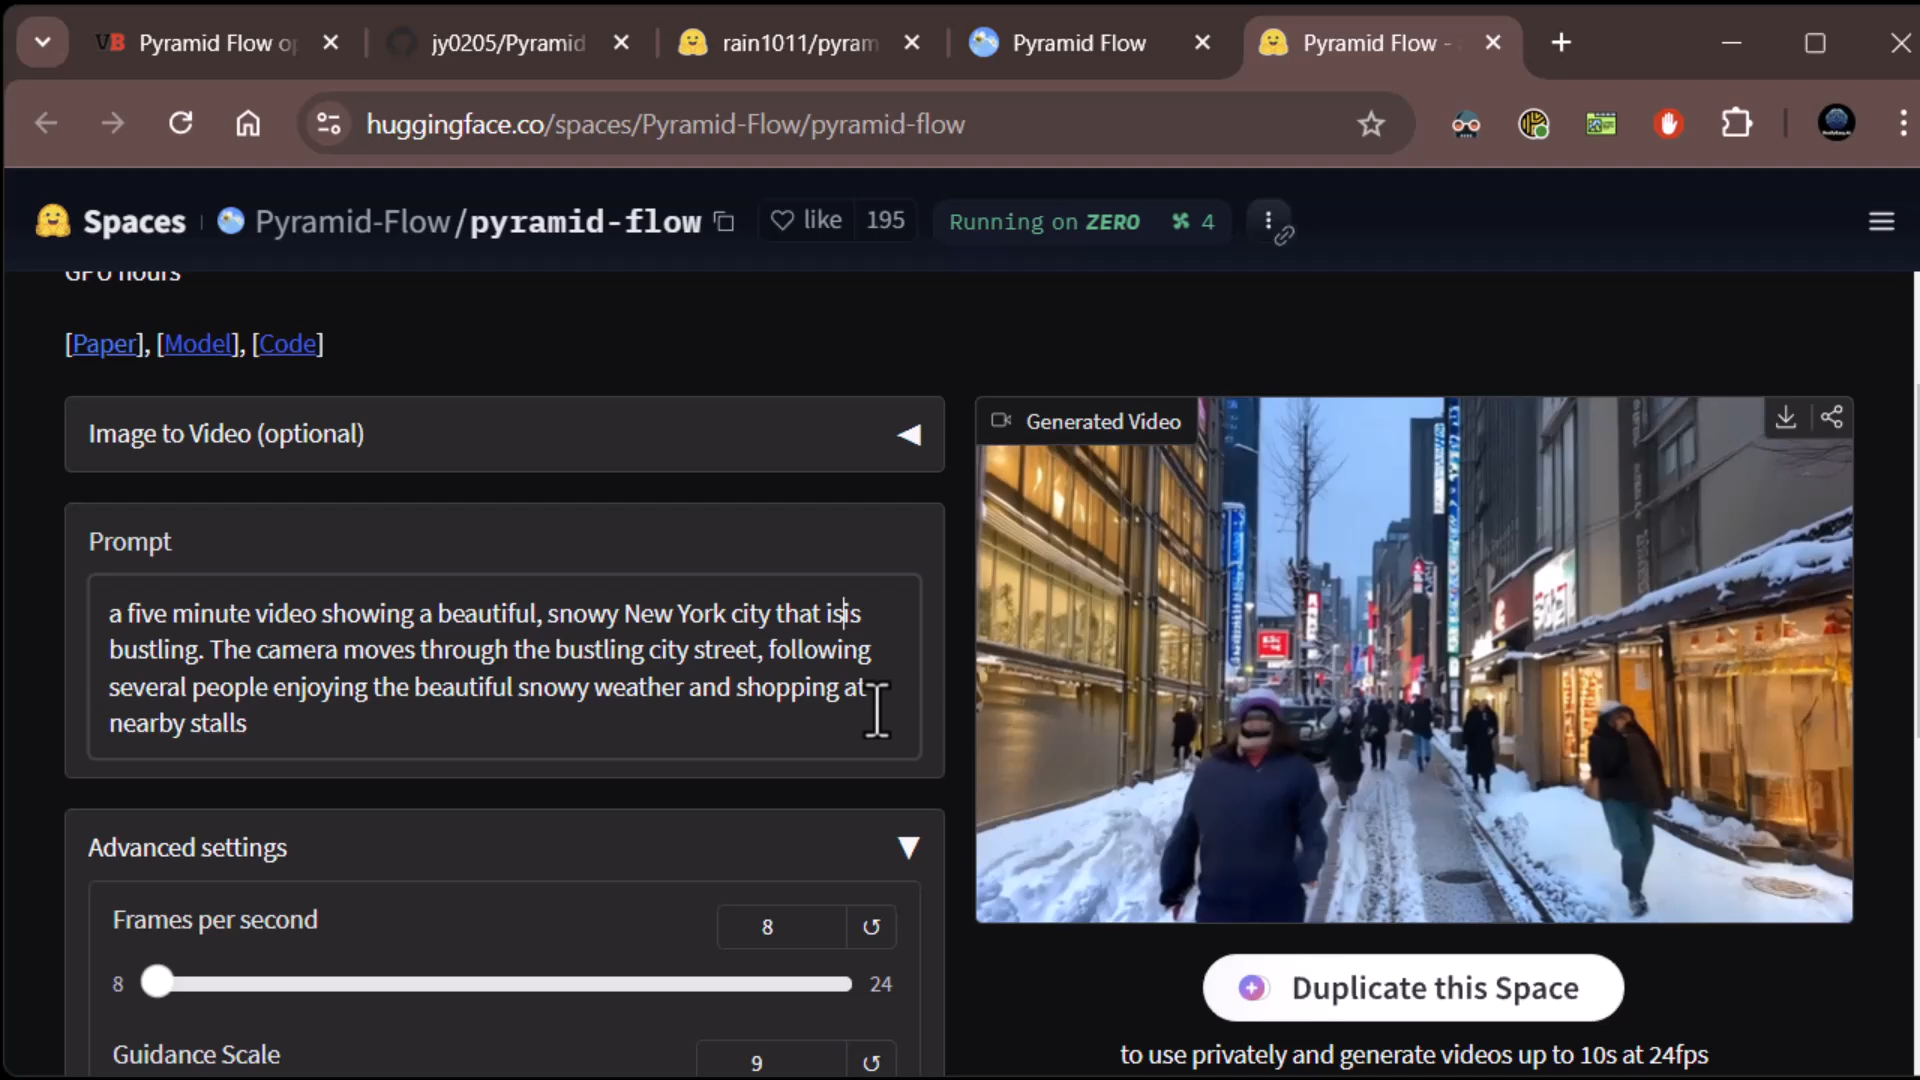 VB Pyramid Flow op
jy0205/Pyramid
rain1011/pyram
Pyramid Flow
Pyramid Flow -
huggingface.co/spaces/Pyramid-Flow/pyramid-flow
Spaces Pyramid-Flow/pyramid-flow like 195 Running on ZERO 4
GPU hours
[Paper], [Model], [Code]
Image to Video (optional)
Prompt
a five minute video showing a beautiful, snowy New York city that isis
bustling. The camera moves through the bustling city street, following
several people enjoying the beautiful snowy weather and shopping at
nearby stalls
Advanced settings
Frames per second 8
8 24
Guidance Scale 9
Generated Video
Duplicate this Space
to use privately and generate videos up to 10s at 24fps